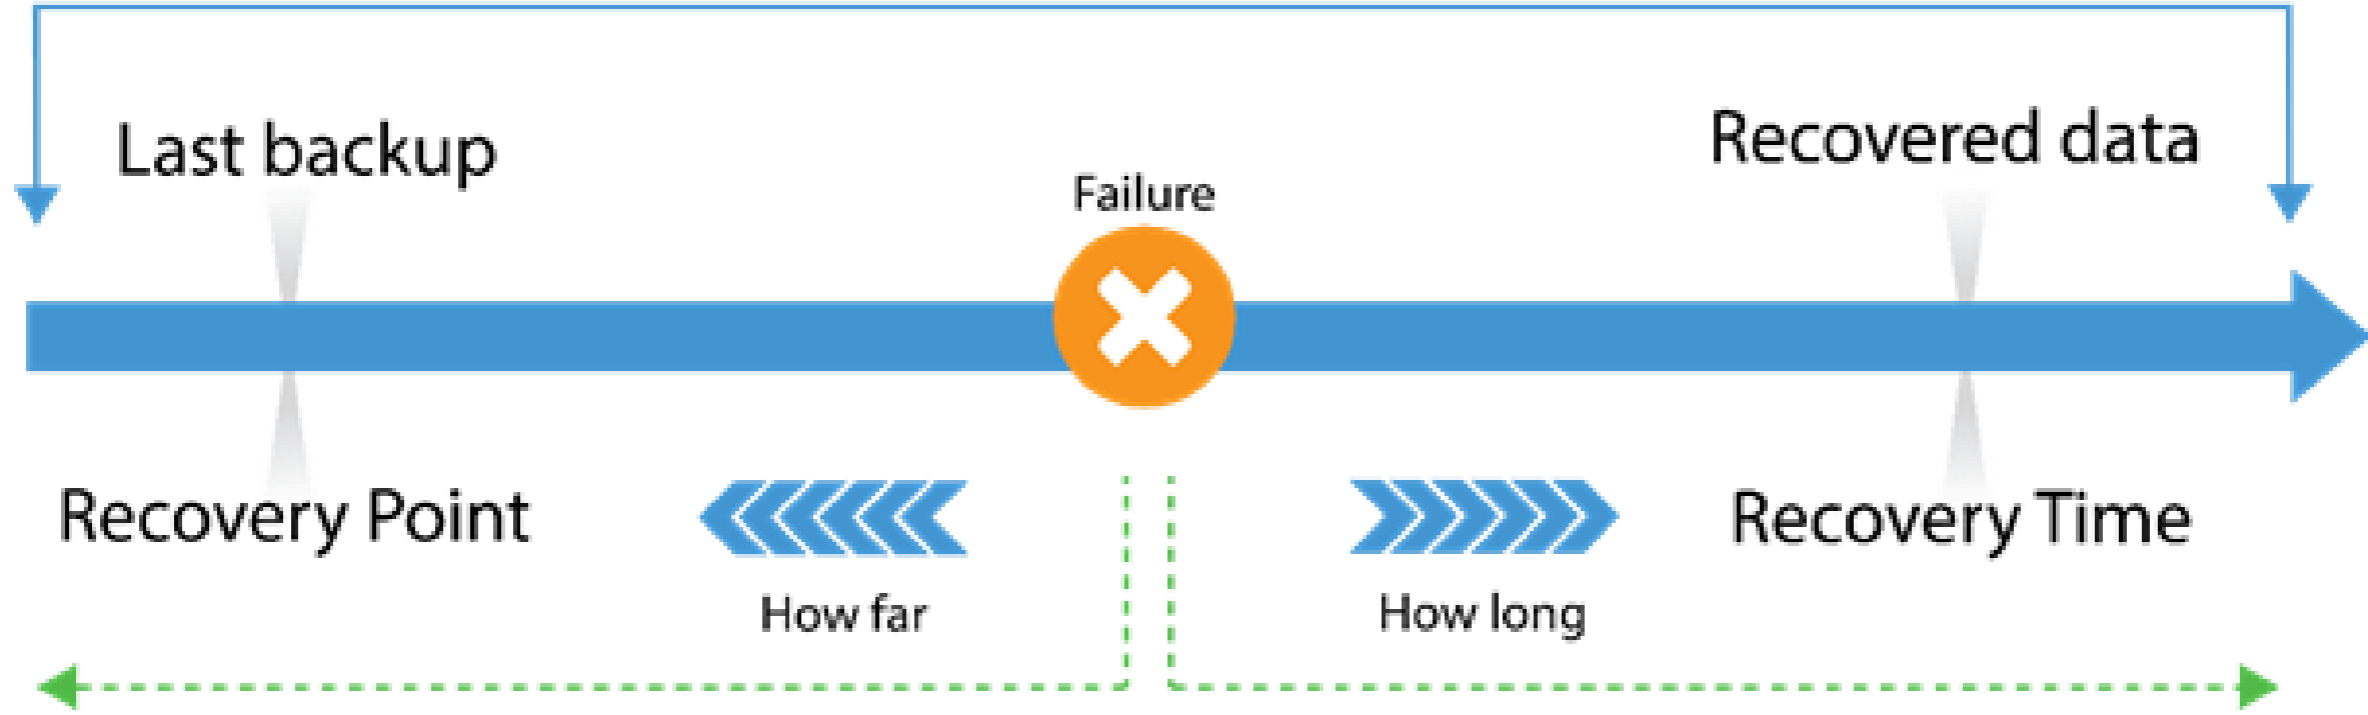 Last backup
Failure
Recovered data
Recovery Point
Recovery Time
How far
How long